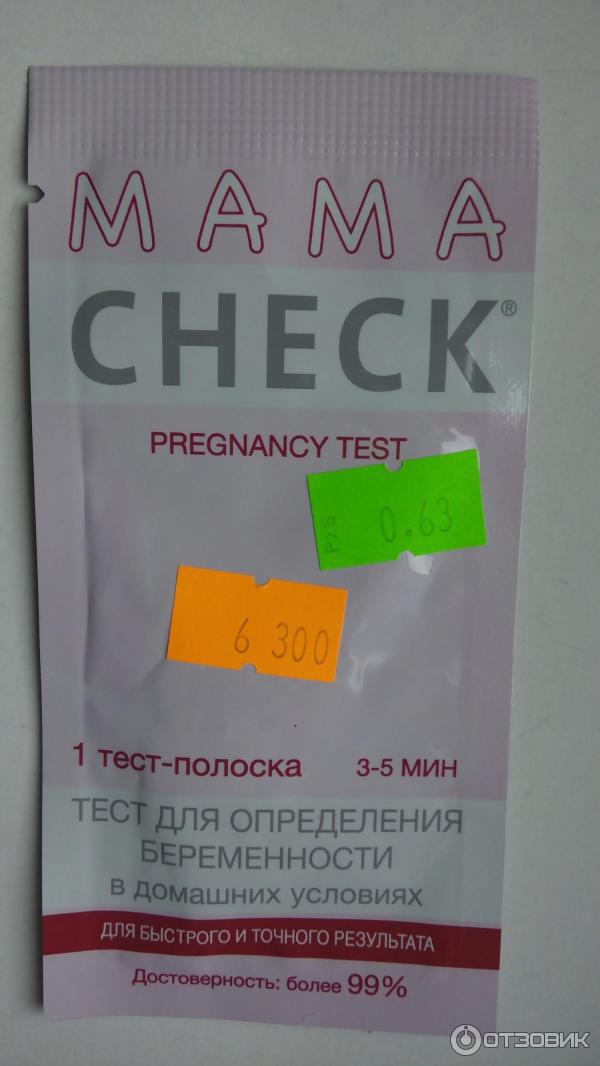 MAMA
CHECK®
PREGNANCY TEST
РУБ 0.63
6 300
1 тест-полоска 3-5 МИН
ТЕСТ ДЛЯ ОПРЕДЕЛЕНИЯ
БЕРЕМЕННОСТИ
в домашних условиях
ДЛЯ БЫСТРОГО И ТОЧНОГО РЕЗУЛЬТАТА
Достоверность: более 99%
ОТЗОВИК